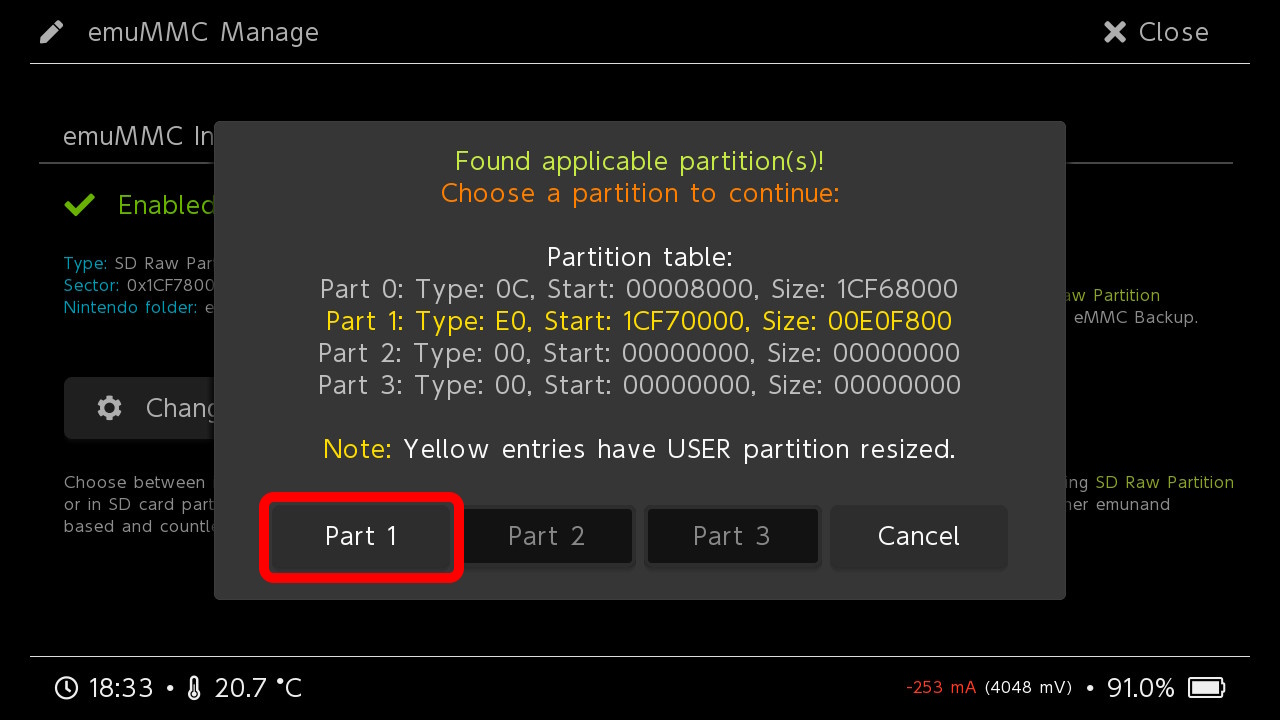 emuMMC Manage
Close
emuMMC In
Found applicable partition(s)!
Choose a partition to continue:
Enabled
Partition table:
Type: SD Raw Par
Part 0: Type: 0C, Start: 00008000, Size: 1CF68000
Sector: 0x1CF7800
aw Partition
Nintendo folder: e
Part 1: Type: E0, Start: 1CF70000, Size: 00E0F800
eMMC Backup.
Part 2: Type: 00, Start: 00000000, Size: 00000000
Part 3: Type: 00, Start: 00000000, Size: 00000000
Chang
Note: Yellow entries have USER partition resized.
Choose between
ing SD Raw Partition
or in SD card part
her emunand
based and countle
Part 1
Part 2
Part 3
Cancel
18:33 • 20.7 °C
-253 mA (4048 mV) • 91.0%